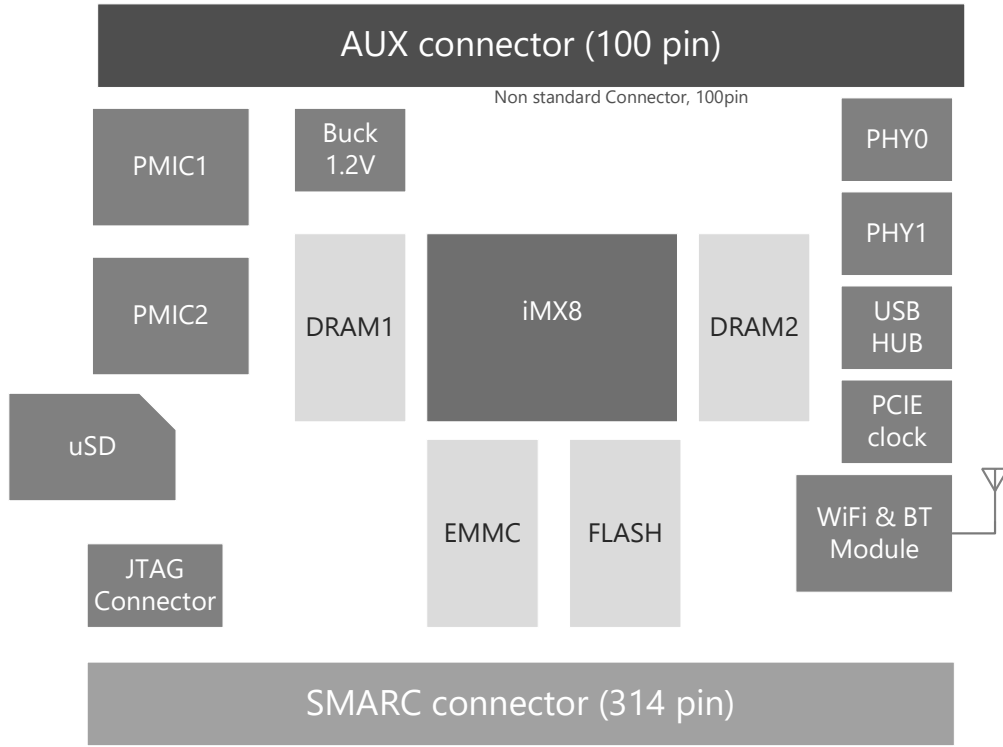 AUX connector (100 pin)
Non standard Connector, 100pin
PMIC1
Buck
1.2V
PHY0
PHY1
PMIC2
DRAM1
iMX8
DRAM2
USB
HUB
uSD
PCIE
clock
EMMC
FLASH
WiFi & BT
Module
JTAG
Connector
SMARC connector (314 pin)